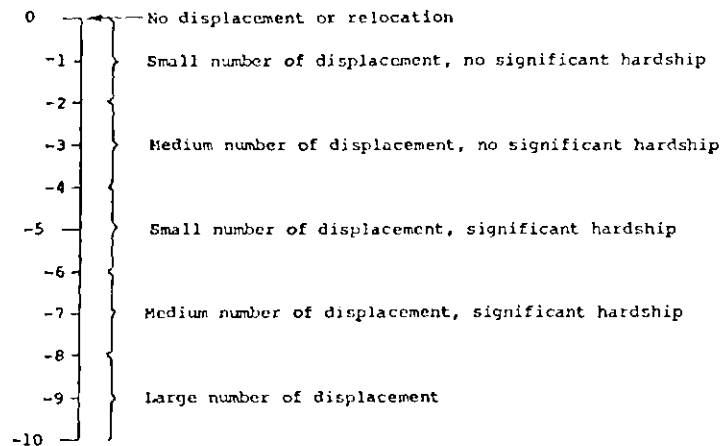 0 No displacement or relocation
-1 Small number of displacement, no significant hardship
-2
-3 Medium number of displacement, no significant hardship
-4
-5 Small number of displacement, significant hardship
-6
-7 Medium number of displacement, significant hardship
-8
-9 Large number of displacement
-10